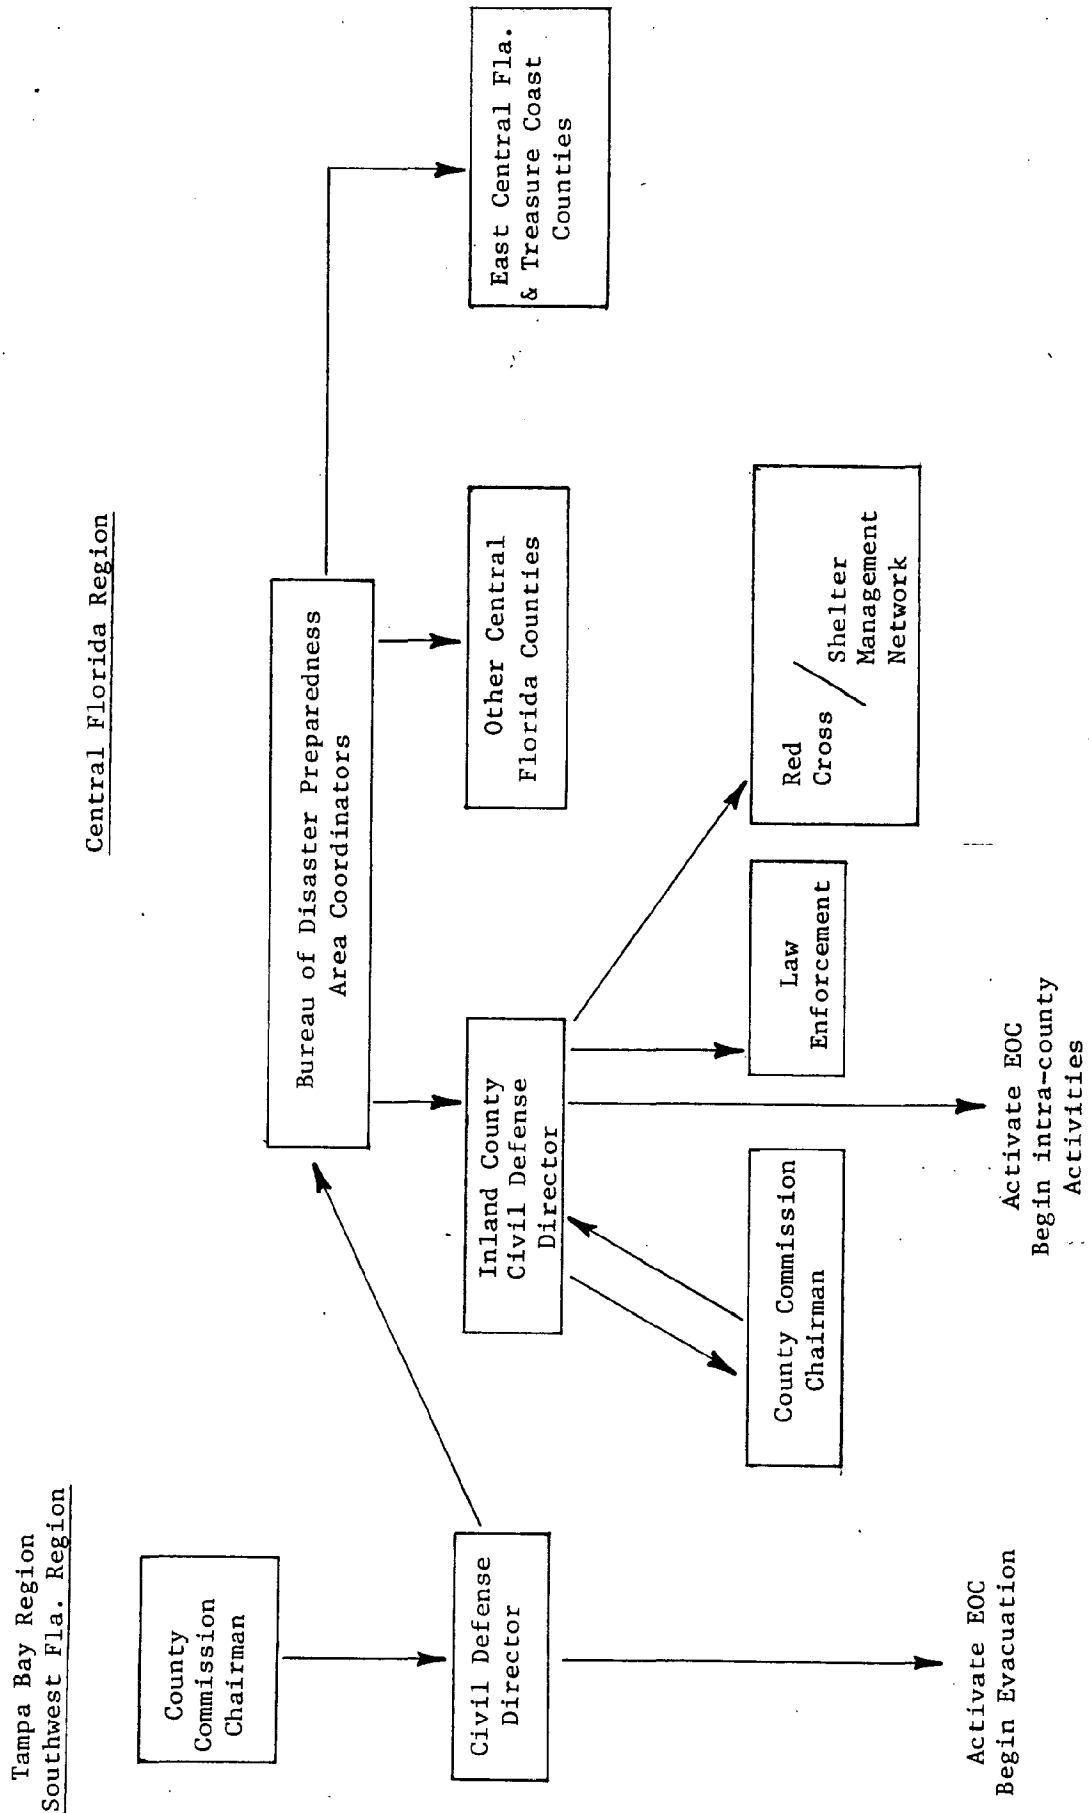 Tampa Bay Region
Southwest Fla. Region
Central Florida Region
County
Commission
Chairman
Bureau of Disaster Preparedness
Area Coordinators
Civil Defense
Director
Inland County
Civil Defense
Director
Other Central
Florida Counties
East Central Fla.
& Treasure Coast
Counties
County Commission
Chairman
Law
Enforcement
Red
Cross
/
Shelter
Management
Network
Activate EOC
Begin Evacuation
Activate EOC
Begin intra-county
Activities